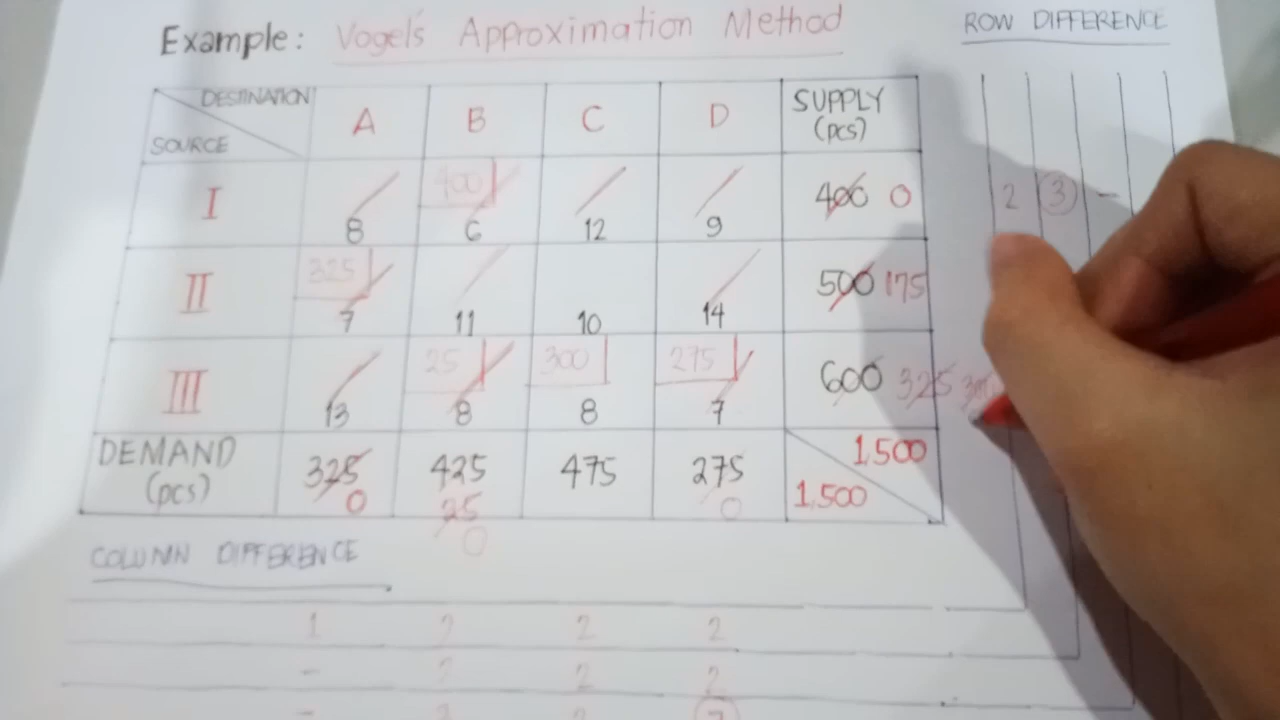 Example: Vogel's Approximation Method
ROW DIFFERENCE
DESTINATION
SOURCE
A B C D SUPPLY (pcs)
I 8 400 6 12 9 400 0
2 3 -
II 325 7 11 10 14 500 175
III 13 25 8 300 8 275 7 600 325
DEMAND (pcs) 325 0 425 25 0 475 275 0 1,500 1,500
COLUMN DIFFERENCE
1 2 2 2
- 2 2 2
- 2